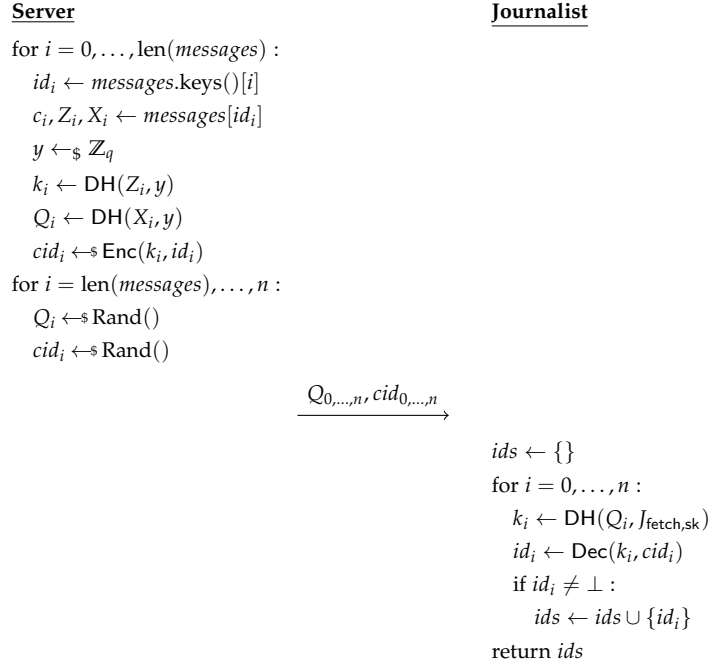 Server
Journalist
for i = 0, . . . , len(messages) :
id_i ← messages.keys()[i]
c_i, Z_i, X_i ← messages[id_i]
y ←$ ℤ_q
k_i ← DH(Z_i, y)
Q_i ← DH(X_i, y)
cid_i ←$ Enc(k_i, id_i)
for i = len(messages), . . . , n :
Q_i ←$ Rand()
cid_i ←$ Rand()
Q_{0,...,n}, cid_{0,...,n}
ids ← {}
for i = 0, . . . , n :
k_i ← DH(Q_i, J_{fetch,sk})
id_i ← Dec(k_i, cid_i)
if id_i ≠ ⊥ :
ids ← ids ∪ {id_i}
return ids